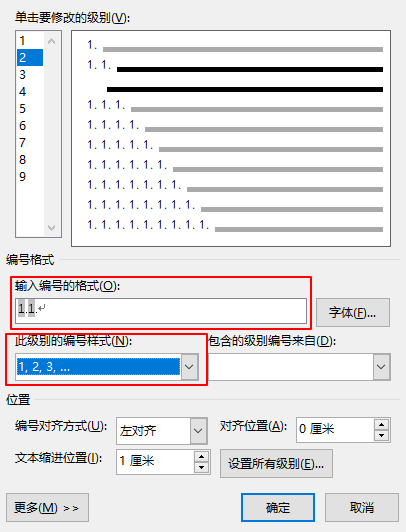 单击要修改的级别(V):
1
2
3
4
5
6
7
8
9
1.
1.1.
1.1.1.
1.1.1.1.
1.1.1.1.1.
1.1.1.1.1.1.
1.1.1.1.1.1.1.
1.1.1.1.1.1.1.1.
1.1.1.1.1.1.1.1.1.
编号格式
输入编号的格式(O):
1.1.↵ 字体(F)...
此级别的编号样式(N): 包含的级别编号来自(D):
1, 2, 3, ...
位置
编号对齐方式(U): 左对齐 对齐位置(A): 0 厘米
文本缩进位置(I): 1 厘米 设置所有级别(E)...
更多(M) >> 确定 取消